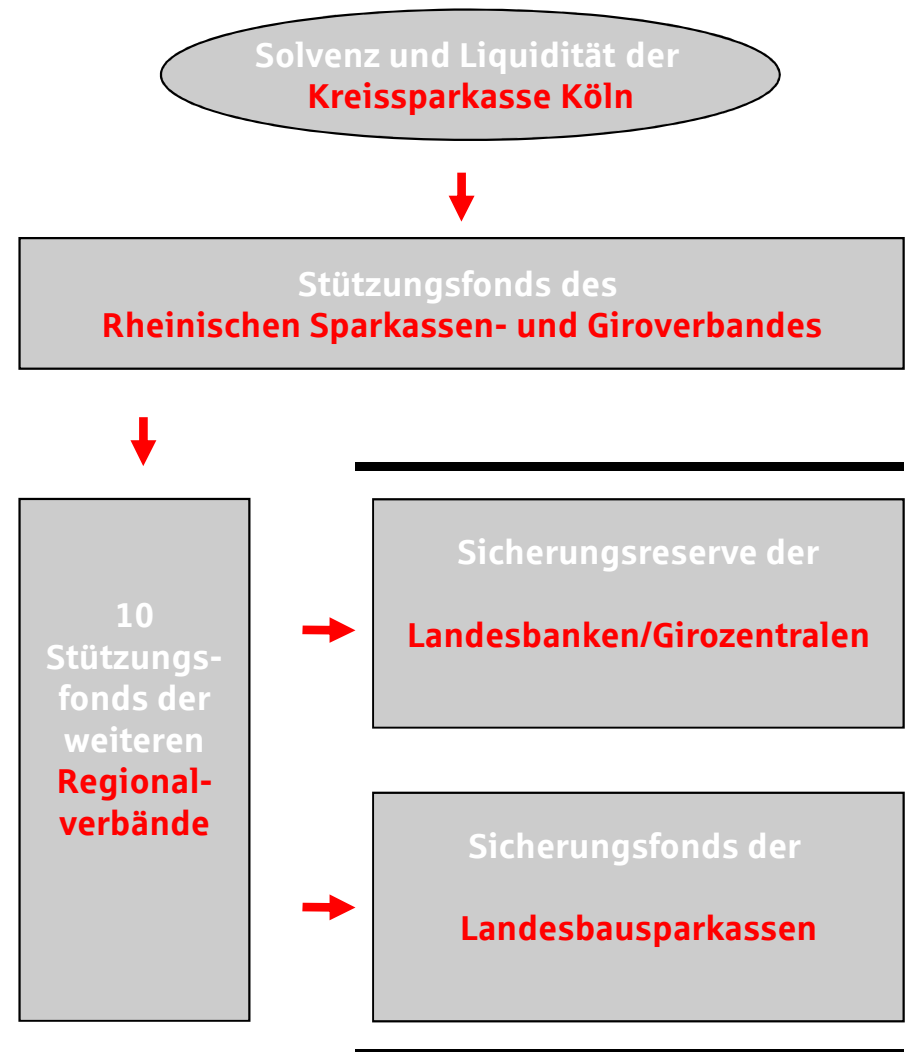 Solvenz und Liquidität der
Kreissparkasse Köln
Stützungsfonds des
Rheinischen Sparkassen- und Giroverbandes
10
Stützungs-
fonds der
weiteren
Regional-
verbände
Sicherungsreserve der
Landesbanken/Girozentralen
Sicherungsfonds der
Landesbausparkassen